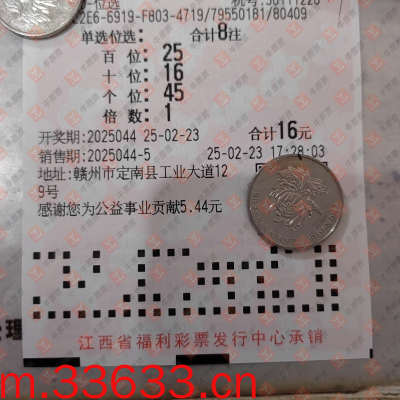 -位选
2E6-6919-F803-4719/79550181/80409
单选位选: 合计8注
百 位: 25
十 位: 16
个 位: 45
倍 数: 1
开奖期:2025044 25-02-23 合计16元
销售期:2025044-5 25-02-23 17:28:03
地址:赣州市定南县工业大道12
9号
感谢您为公益事业贡献5.44元
江西省福利彩票发行中心承销
m.33633.cn